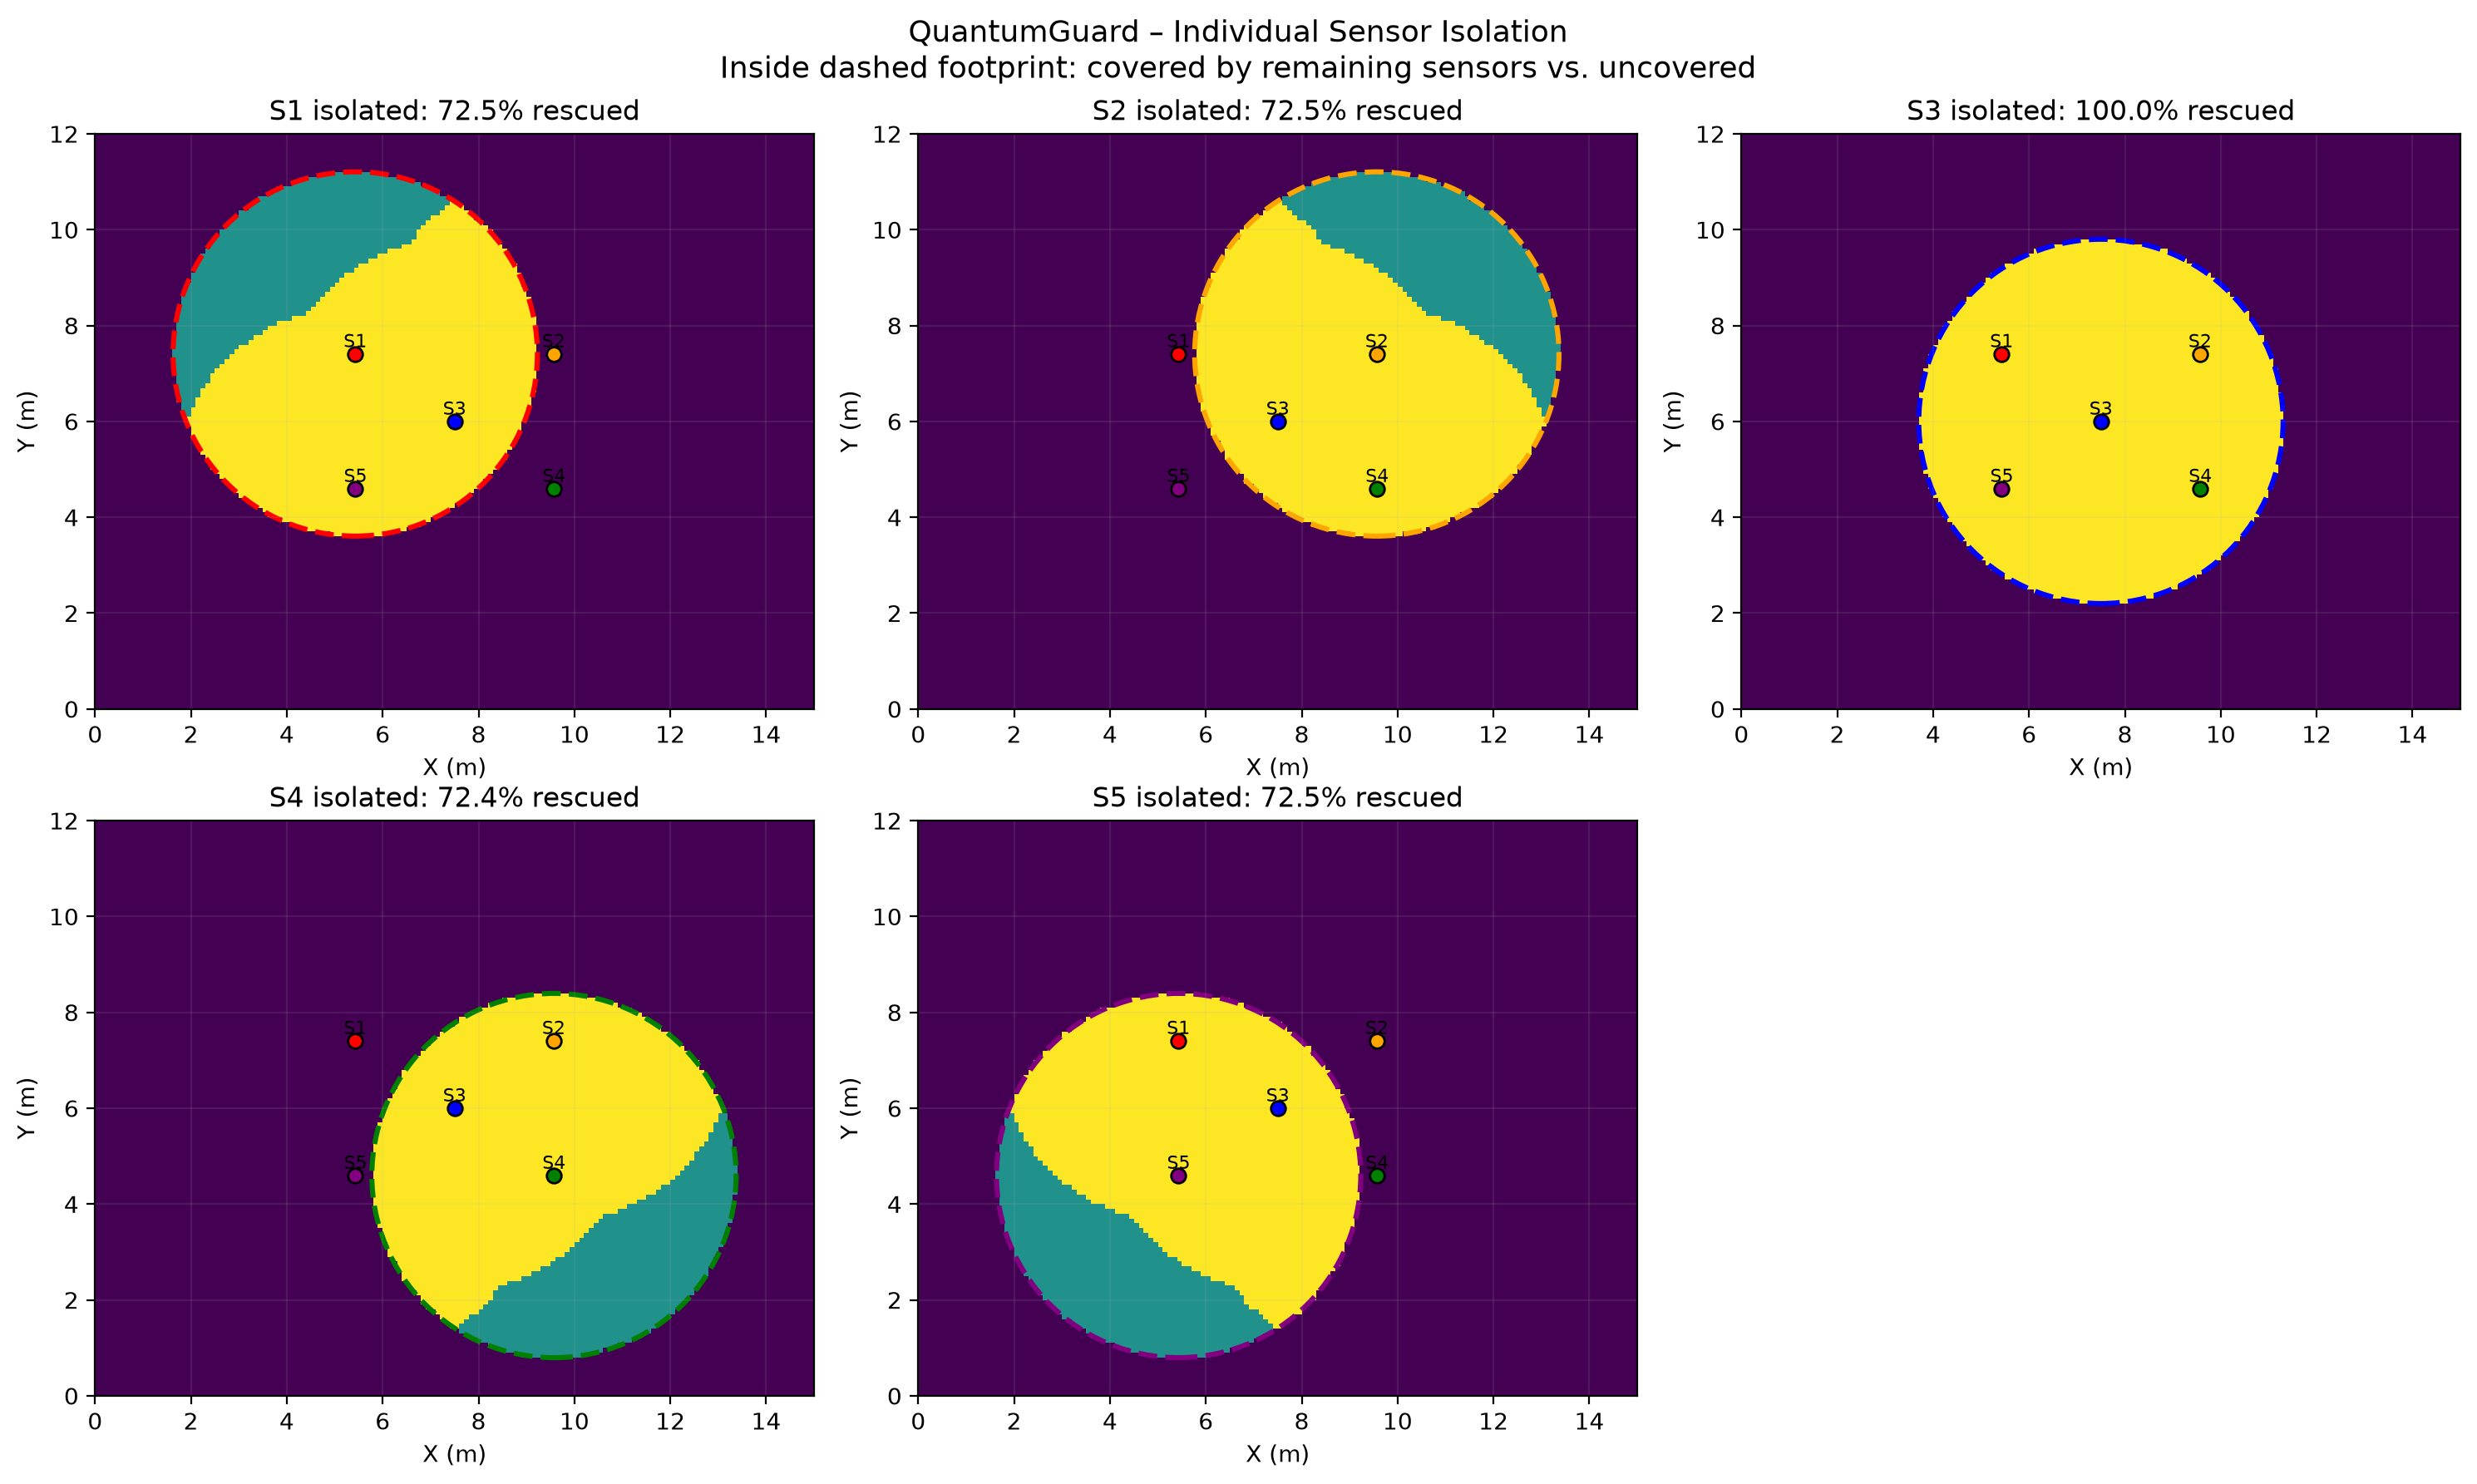 QuantumGuard – Individual Sensor Isolation
Inside dashed footprint: covered by remaining sensors vs. uncovered
S1 isolated: 72.5% rescued
12
10
8
6
4
2
0
Y (m)
S1
S2
S3
S5
S4
0 2 4 6 8 10 12 14
X (m)
S2 isolated: 72.5% rescued
12
10
8
6
4
2
0
Y (m)
S1
S2
S3
S5
S4
0 2 4 6 8 10 12 14
X (m)
S3 isolated: 100.0% rescued
12
10
8
6
4
2
0
Y (m)
S1
S2
S3
S5
S4
0 2 4 6 8 10 12 14
X (m)
S4 isolated: 72.4% rescued
12
10
8
6
4
2
0
Y (m)
S1
S2
S3
S5
S4
0 2 4 6 8 10 12 14
X (m)
S5 isolated: 72.5% rescued
12
10
8
6
4
2
0
Y (m)
S1
S2
S3
S5
S4
0 2 4 6 8 10 12 14
X (m)